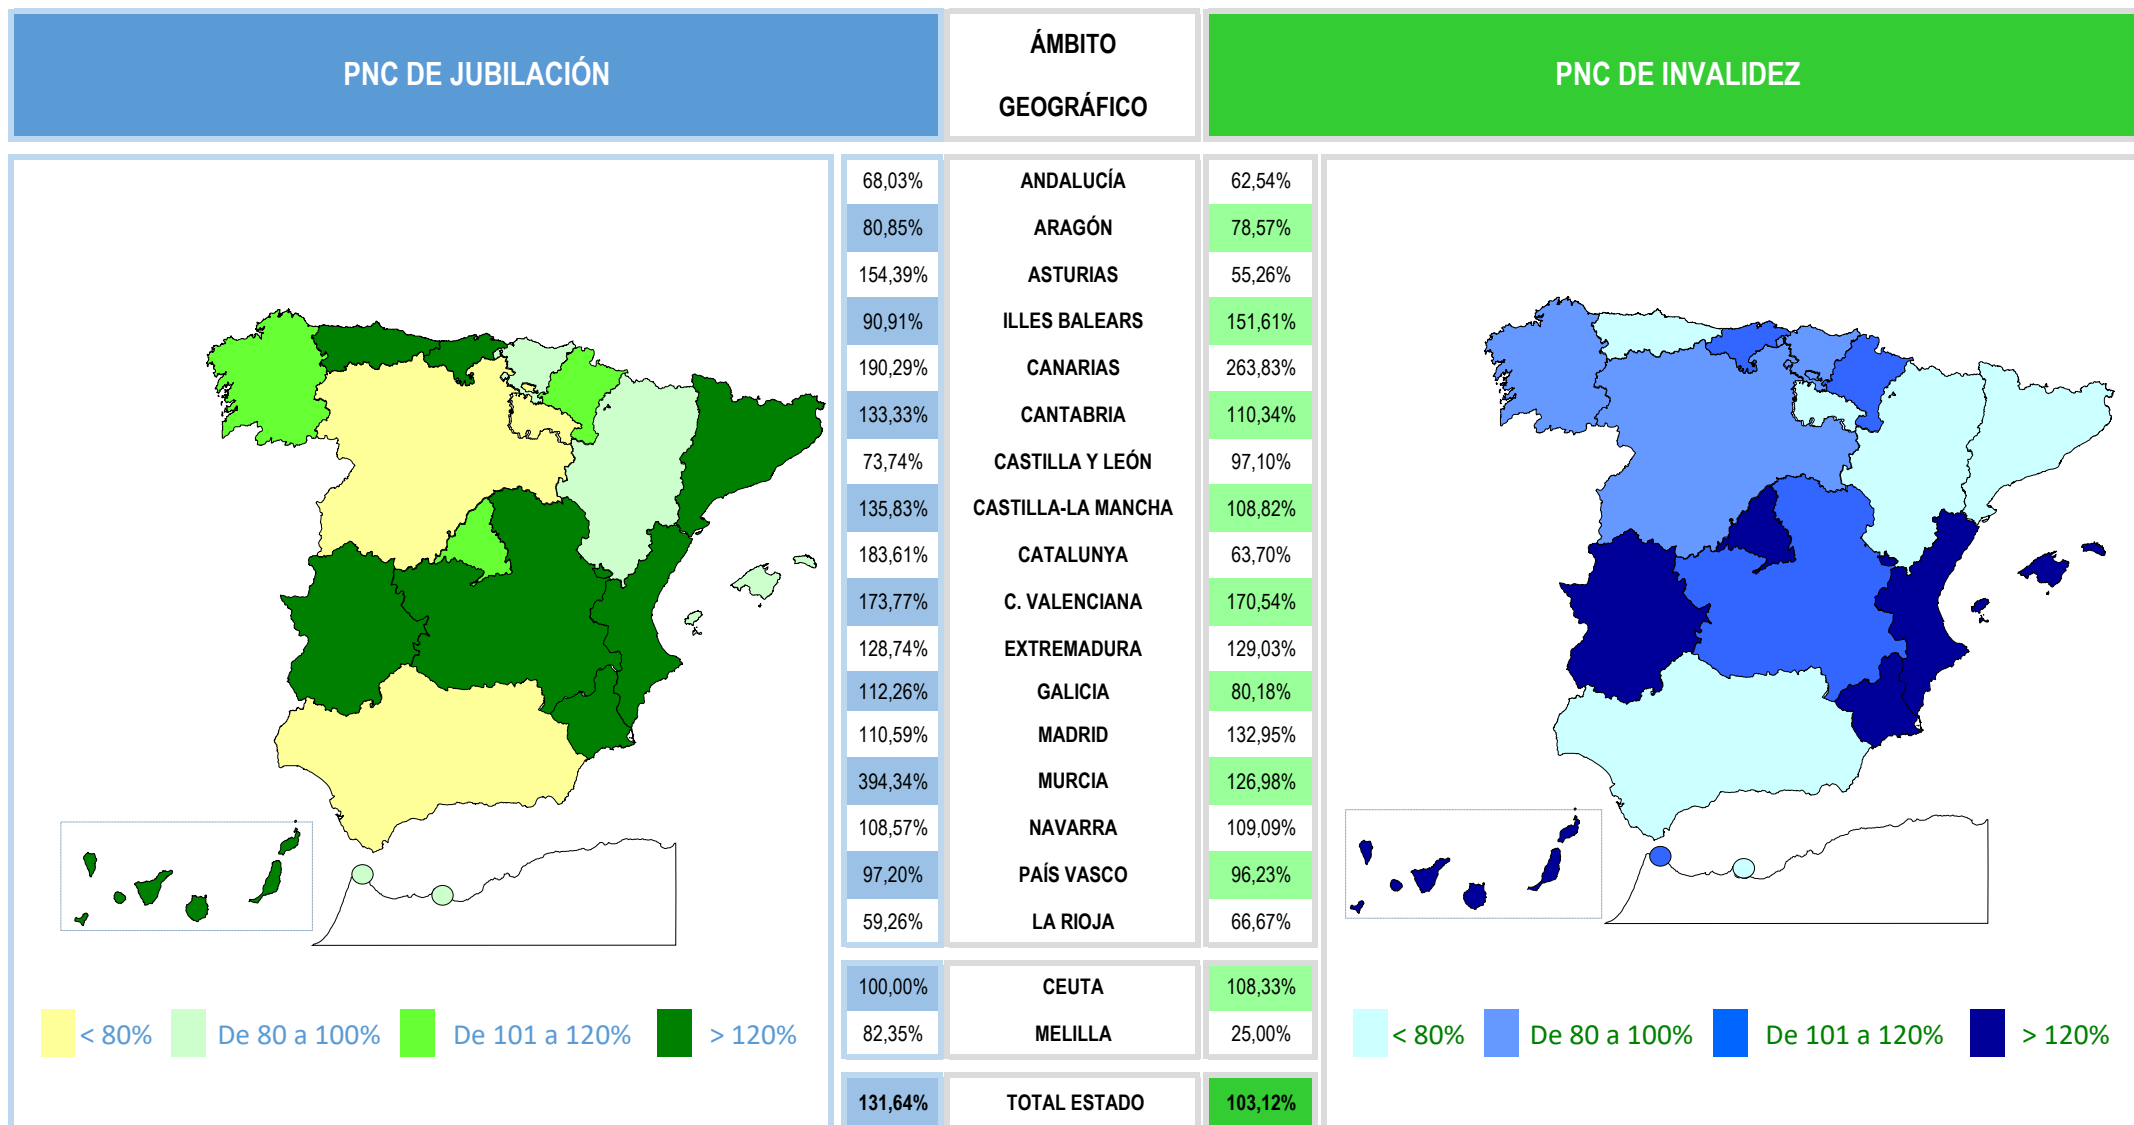 PNC DE JUBILACIÓN
ÁMBITO
GEOGRÁFICO
PNC DE INVALIDEZ
68,03% ANDALUCÍA 62,54%
80,85% ARAGÓN 78,57%
154,39% ASTURIAS 55,26%
90,91% ILLES BALEARS 151,61%
190,29% CANARIAS 263,83%
133,33% CANTABRIA 110,34%
73,74% CASTILLA Y LEÓN 97,10%
135,83% CASTILLA-LA MANCHA 108,82%
183,61% CATALUNYA 63,70%
173,77% C. VALENCIANA 170,54%
128,74% EXTREMADURA 129,03%
112,26% GALICIA 80,18%
110,59% MADRID 132,95%
394,34% MURCIA 126,98%
108,57% NAVARRA 109,09%
97,20% PAÍS VASCO 96,23%
59,26% LA RIOJA 66,67%
100,00% CEUTA 108,33%
82,35% MELILLA 25,00%
131,64% TOTAL ESTADO 103,12%
< 80% De 80 a 100% De 101 a 120% > 120%
< 80% De 80 a 100% De 101 a 120% > 120%